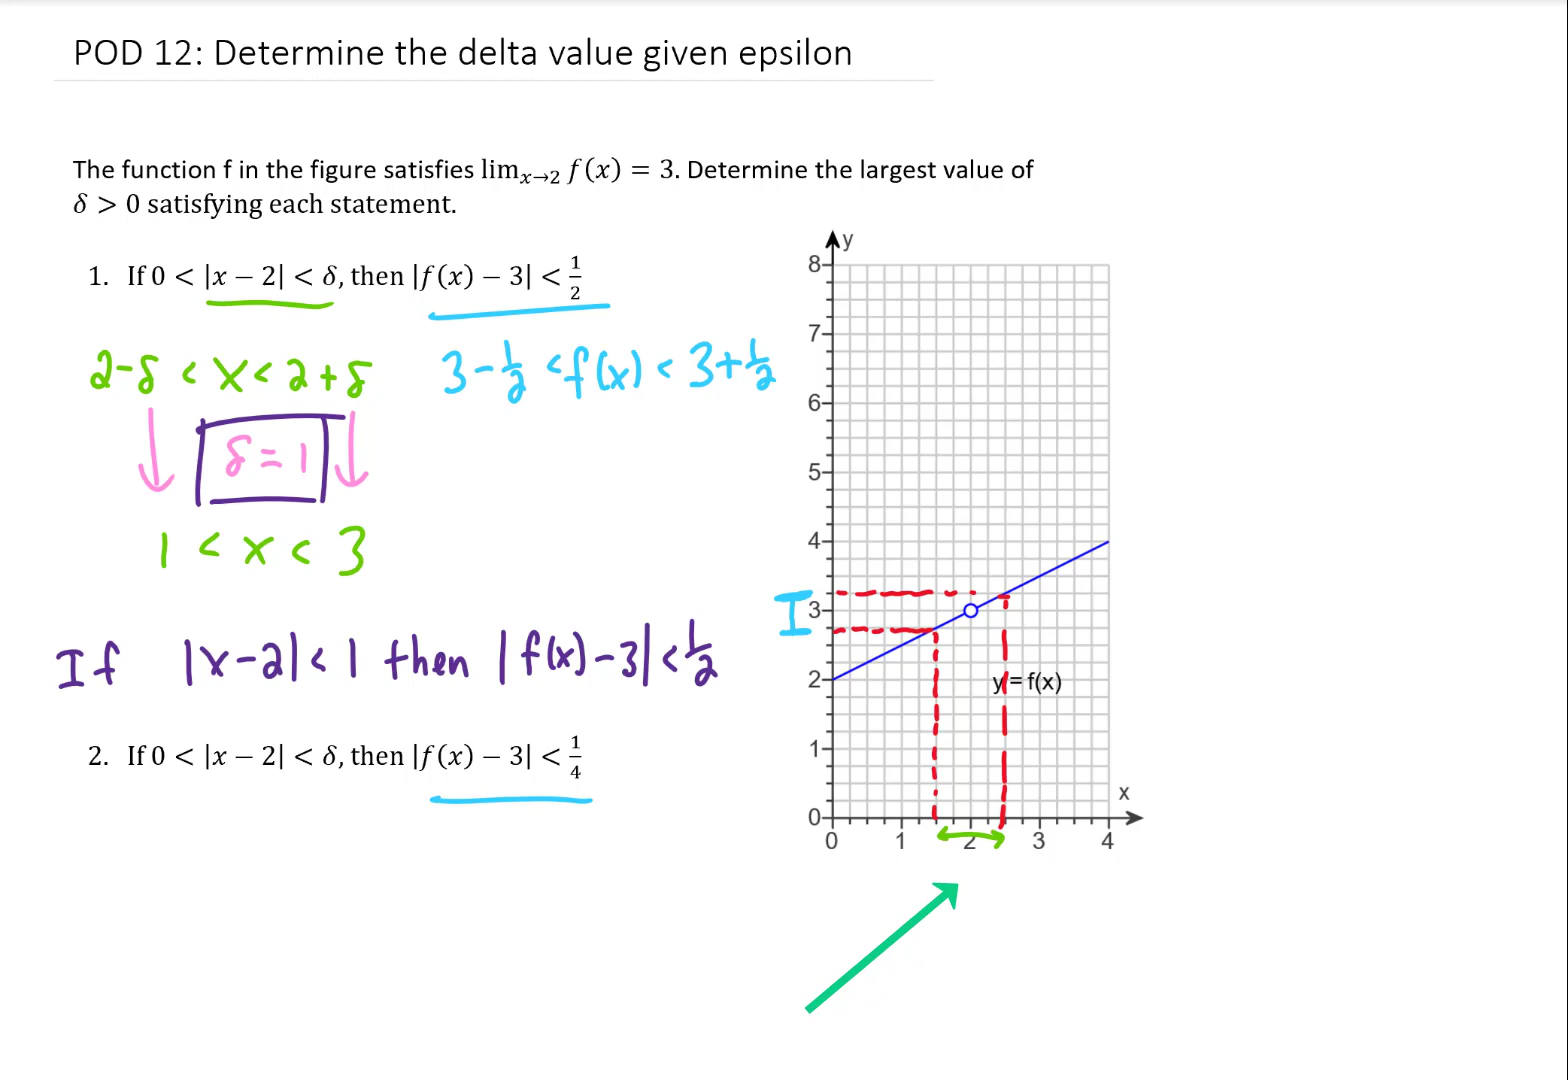 POD 12: Determine the delta value given epsilon
The function f in the figure satisfies lim_{x→2} f(x) = 3. Determine the largest value of
δ > 0 satisfying each statement.
1. If 0 < |x − 2| < δ, then |f(x) − 3| < 1/2
2-δ < x < 2+δ 3-1/2 < f(x) < 3+1/2
δ = 1
1 < x < 3
If |x-2| < 1 then |f(x)-3| < 1/2
2. If 0 < |x − 2| < δ, then |f(x) − 3| < 1/4
y
8
7
6
5
4
3
2
y = f(x)
1
x
0
0 1 2 3 4